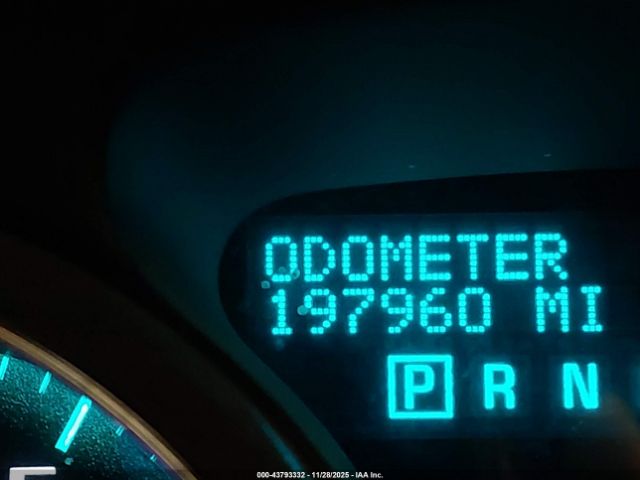 ODOMETER
197960 MI
P R N
000-43793332 - 11/28/2025 - IAA Inc.